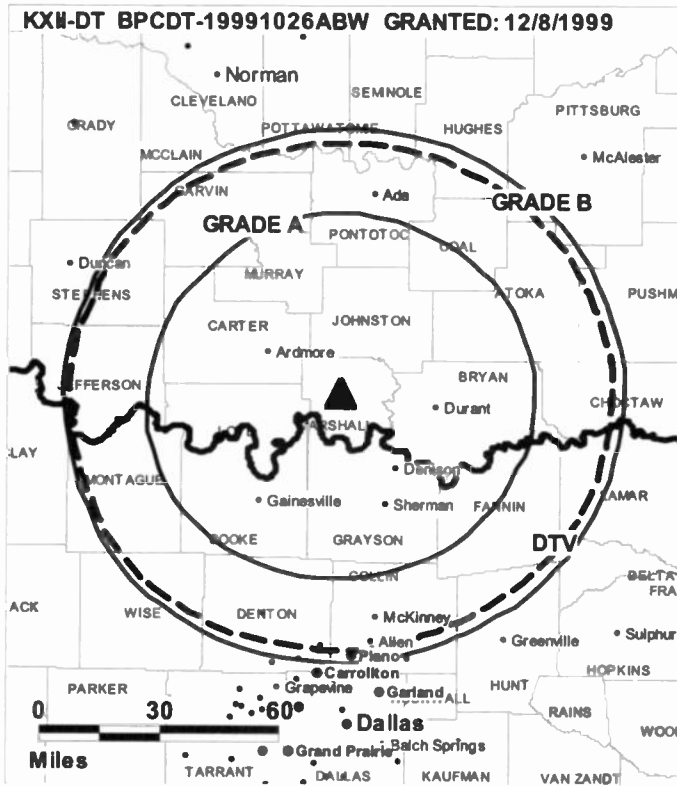 KXII-DT BPCDT-19991026ABW GRANTED: 12/8/1999
Norman
SEMINOLE
CLEVELAND
PITTSBURG
GRADY
POTTAWATOMIE
HUGHES
MCCLAIN
McAlester
GARVIN
Ada
GRADE B
GRADE A
PONTOTOC
COAL
Duncan
MURRAY
STEPHENS
ATOKA
PUSHM
CARTER
JOHNSTON
Ardmore
JEFFERSON
BRYAN
CHOCTAW
Durant
MARSHALL
CLAY
Denison
MONTAGUE
Gainesville
Sherman
FANNIN
LAMAR
COOKE
GRAYSON
DTV
COLLIN
DELTA
FRA
ACK
WISE
DENTON
McKinney
Allen
Greenville
Sulphur
Plano
Carrollton
HOPKINS
PARKER
Grapevine
Garland
HUNT
RAINS
0 30 60
Dallas
WOO
Miles
Grand Prairie
Balch Springs
TARRANT
DALLAS
KAUFMAN
VAN ZANDT